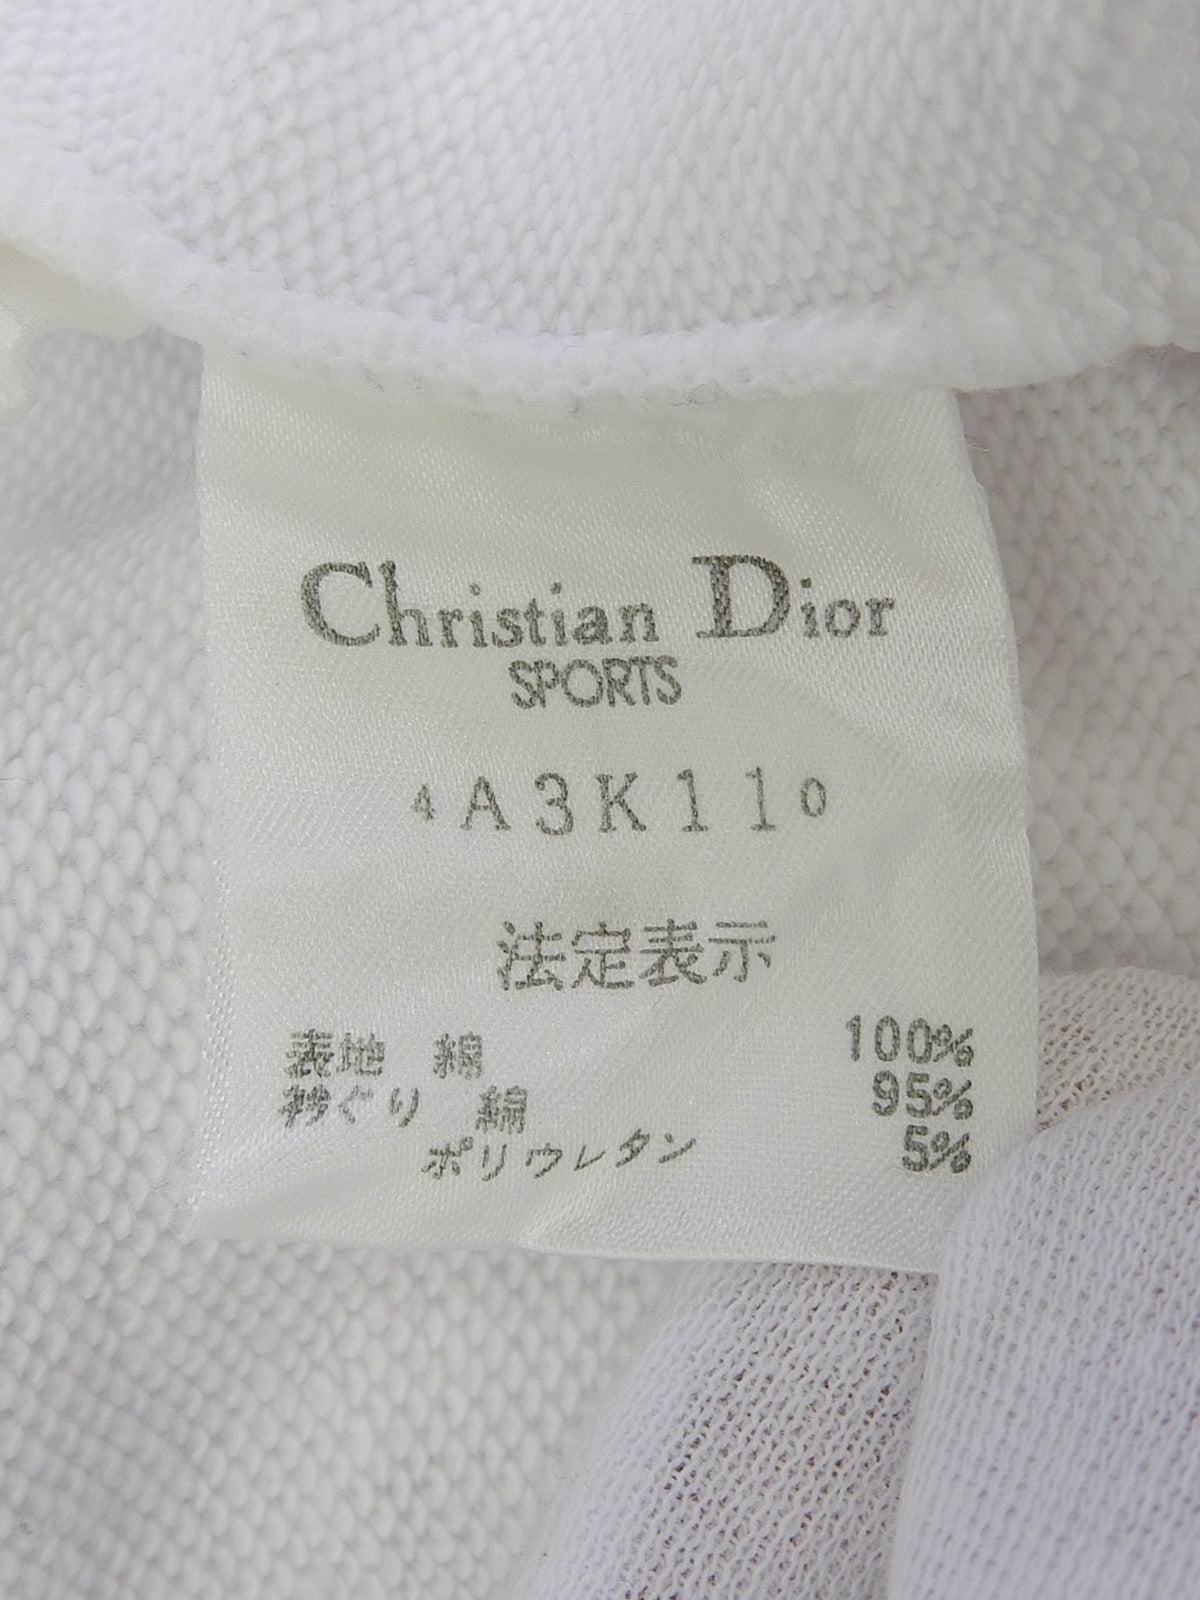 Christian Dior
SPORTS
4A3K110
法定表示
表地 綿 100%
衿ぐり 綿 95%
ポリウレタン 5%